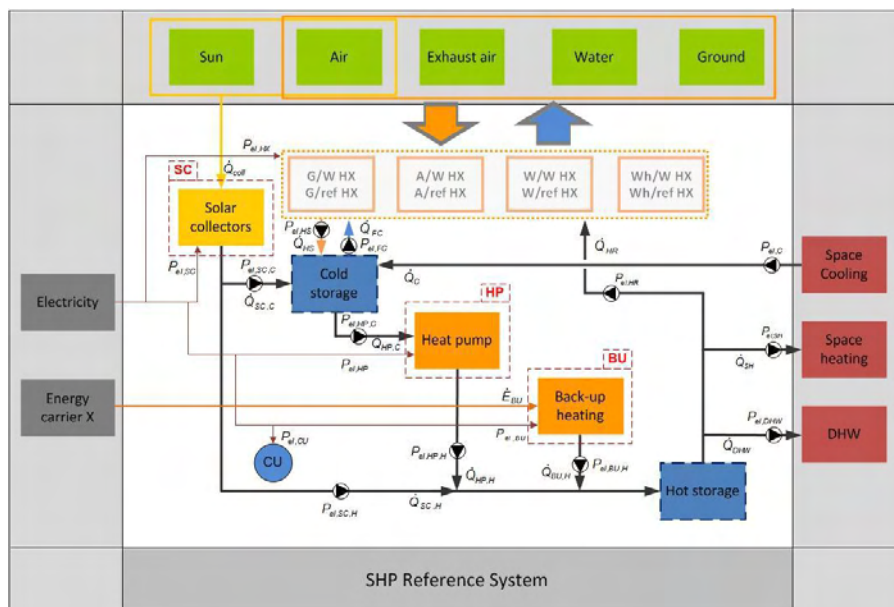 Sun
Air
Exhaust air
Water
Ground
P el,HX
Q̇ coll
SC
G/W HX
G/ref HX
A/W HX
A/ref HX
W/W HX
W/ref HX
Wh/W HX
Wh/ref HX
Solar
collectors
P el,HS
Q̇ HS
Q̇ FC
P el,FC
Q̇ HR
P el,SC
P el,SC,C
Q̇ SC,C
Cold
storage
Q̇ C
P el,C
Space
Cooling
P el,HR
Electricity
HP
P el,HP,C
Q̇ HP,C
Heat pump
P el,HP
P el,SH
Q̇ SH
Space
heating
BU
Energy
carrier X
Ė BU
Back-up
heating
P el,BU
P el,CU
CU
P el,DHW
Q̇ DHW
DHW
P el,HP,H
Q̇ HP,H
Q̇ BU,H
P el,BU,H
Hot storage
P el,SC,H
Q̇ SC,H
SHP Reference System